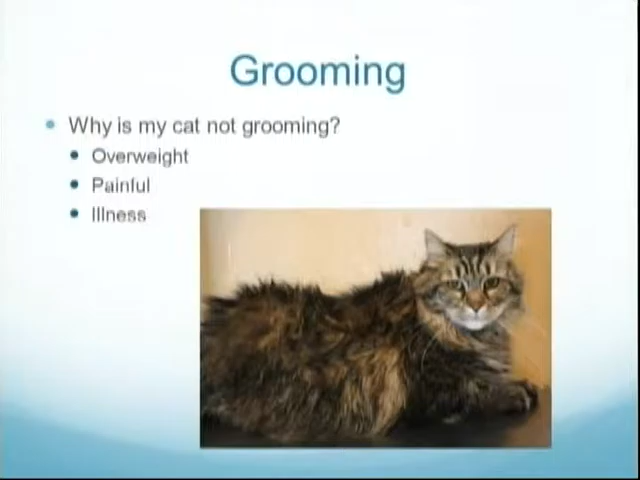 Grooming
Why is my cat not grooming?
Overweight
Painful
Illness